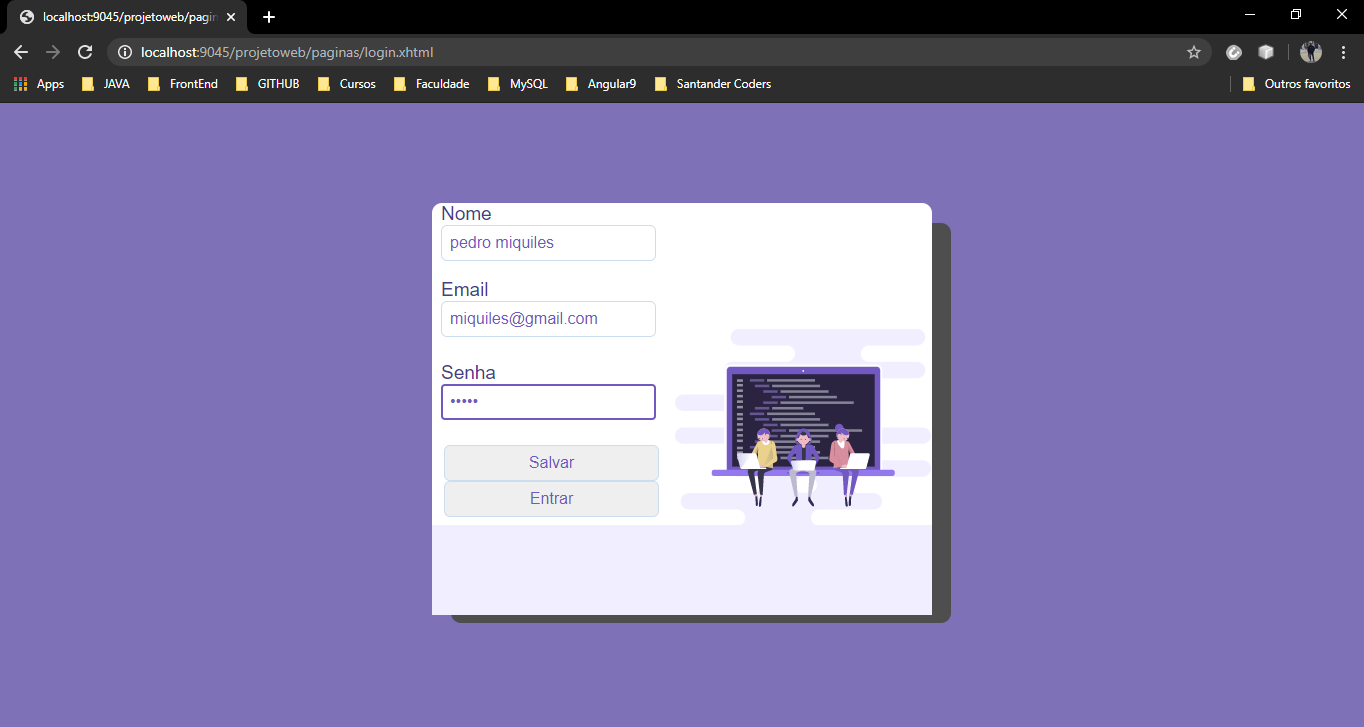 localhost:9045/projetoweb/pagin
localhost:9045/projetoweb/paginas/login.xhtml
Apps JAVA FrontEnd GITHUB Cursos Faculdade MySQL Angular9 Santander Coders Outros favoritos
Nome
pedro miquiles
Email
miquiles@gmail.com
Senha
•••••
Salvar
Entrar